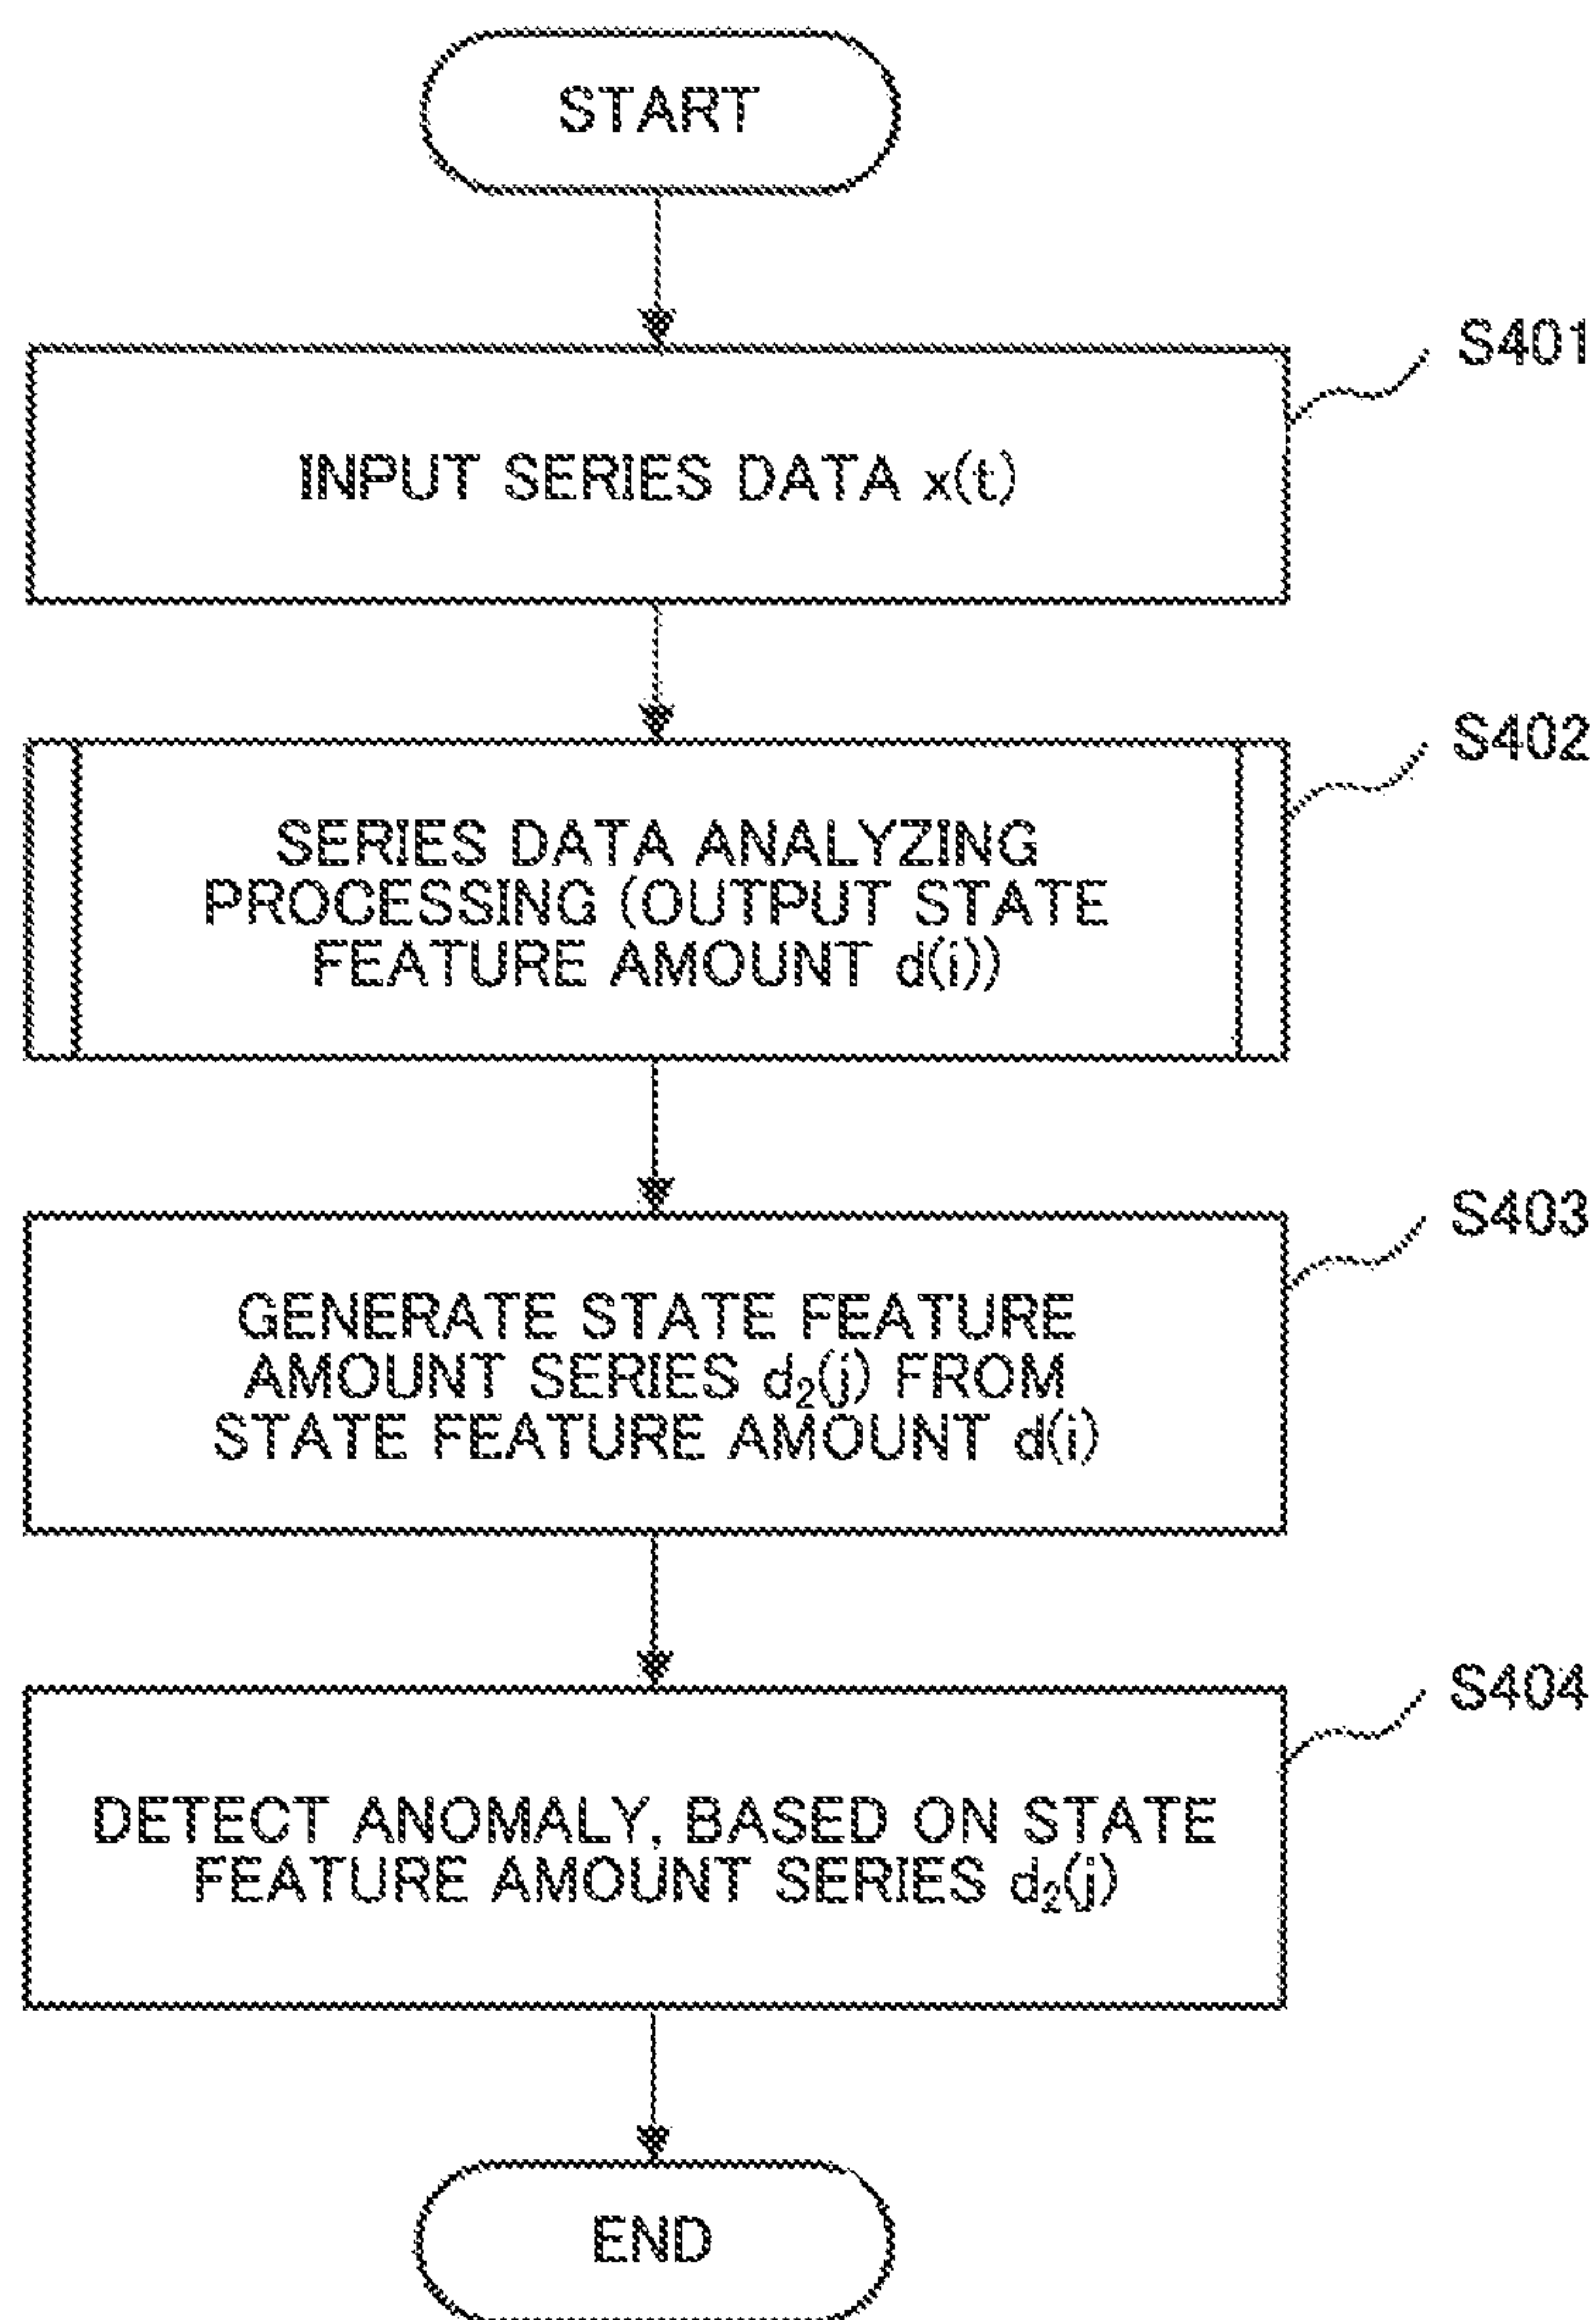 START
S401
INPUT SERIES DATA x(t)
S402
SERIES DATA ANALYZING
PROCESSING (OUTPUT STATE
FEATURE AMOUNT d(i))
S403
GENERATE STATE FEATURE
AMOUNT SERIES d₂(j) FROM
STATE FEATURE AMOUNT d(i)
S404
DETECT ANOMALY, BASED ON STATE
FEATURE AMOUNT SERIES d₂(j)
END